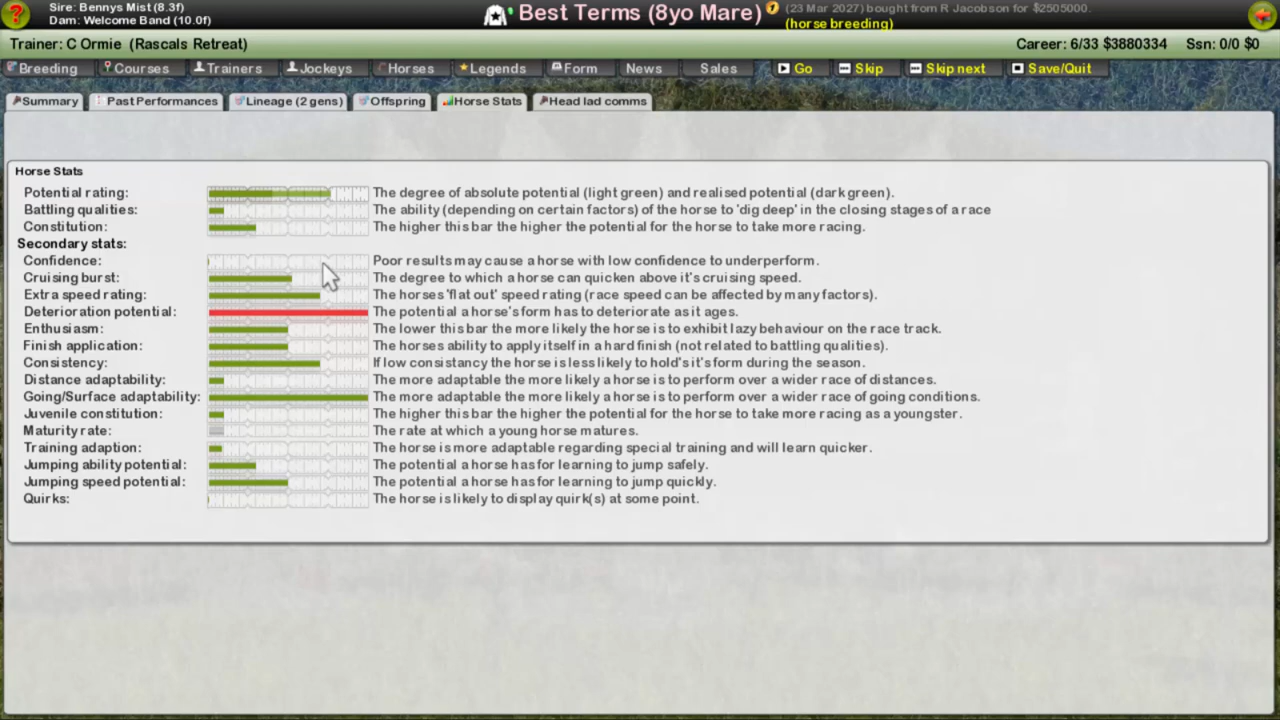 Sire: Bennys Mist (8.3f)
Dam: Welcome Band (10.0f)
Best Terms (8yo Mare)
(23 Mar 2027) bought from R Jacobson for $2505000.
(horse breeding)
Trainer: C Ormie (Rascals Retreat)
Career: 6/33 $3880334 Ssn: 0/0 $0
Breeding Courses Trainers Jockeys Horses Legends Form News Sales Go Skip Skip next Save/Quit
Summary Past Performances Lineage (2 gens) Offspring Horse Stats Head lad comms
Horse Stats
Potential rating: The degree of absolute potential (light green) and realised potential (dark green).
Battling qualities: The ability (depending on certain factors) of the horse to 'dig deep' in the closing stages of a race
Constitution: The higher this bar the higher the potential for the horse to take more racing.
Secondary stats:
Confidence: Poor results may cause a horse with low confidence to underperform.
Cruising burst: The degree to which a horse can quicken above it's cruising speed.
Extra speed rating: The horses 'flat out' speed rating (race speed can be affected by many factors).
Deterioration potential: The potential a horse's form has to deteriorate as it ages.
Enthusiasm: The lower this bar the more likely the horse is to exhibit lazy behaviour on the race track.
Finish application: The horses ability to apply itself in a hard finish (not related to battling qualities).
Consistency: If low consistancy the horse is less likely to hold's it's form during the season.
Distance adaptability: The more adaptable the more likely a horse is to perform over a wider race of distances.
Going/Surface adaptability: The more adaptable the more likely a horse is to perform over a wider race of going conditions.
Juvenile constitution: The higher this bar the higher the potential for the horse to take more racing as a youngster.
Maturity rate: The rate at which a young horse matures.
Training adaption: The horse is more adaptable regarding special training and will learn quicker.
Jumping ability potential: The potential a horse has for learning to jump safely.
Jumping speed potential: The potential a horse has for learning to jump quickly.
Quirks: The horse is likely to display quirk(s) at some point.